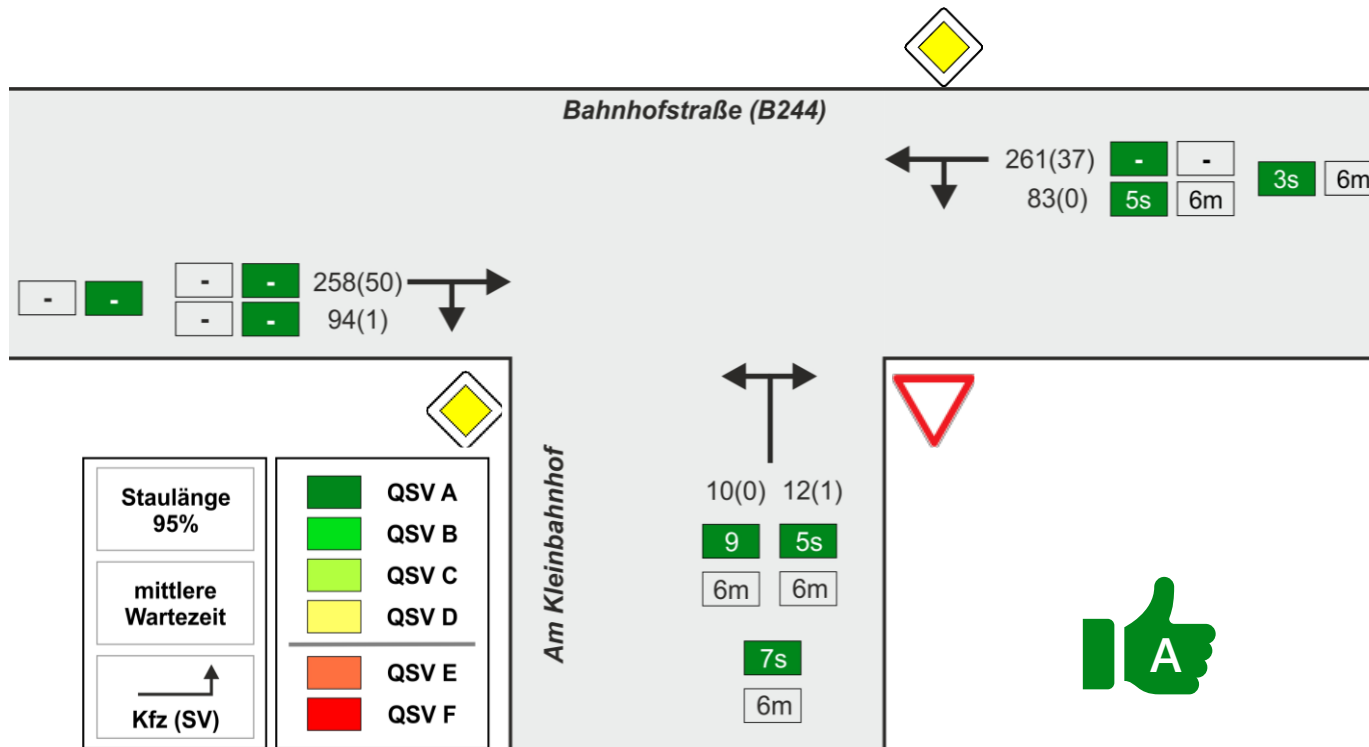 Bahnhofstraße (B244)
261(37) - -
83(0) 5s 6m
3s 6m
- -
- - 258(50)
- - 94(1)
Am Kleinbahnhof
10(0) 12(1)
9 5s
6m 6m
7s
6m
Staulänge
95%
mittlere
Wartezeit
Kfz (SV)
QSV A
QSV B
QSV C
QSV D
QSV E
QSV F
A